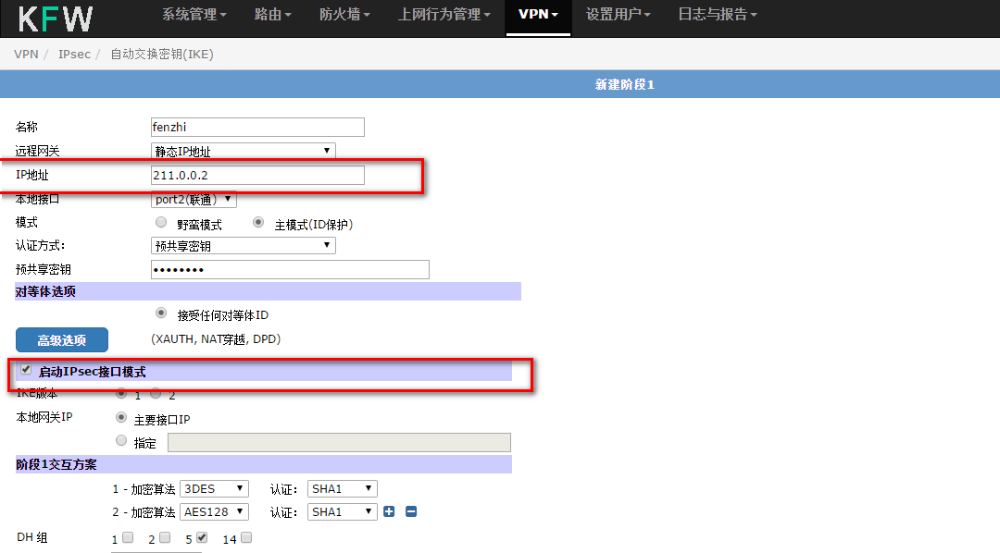 KFW 系统管理 路由 防火墙 上网行为管理 VPN 设置用户 日志与报告
VPN / IPsec / 自动交换密钥(IKE)
新建阶段1
名称 fenzhi
远程网关 静态IP地址
IP地址 211.0.0.2
本地接口 port2(联通)
模式 野蛮模式 主模式(ID保护)
认证方式: 预共享密钥
预共享密钥 ••••••••
对等体选项
接受任何对等体ID
高级选项 (XAUTH, NAT穿越, DPD)
启动IPsec接口模式
IKE版本 1 2
本地网关IP 主要接口IP
指定
阶段1交互方案
1 - 加密算法 3DES 认证: SHA1
2 - 加密算法 AES128 认证: SHA1
DH 组 1 2 5 14